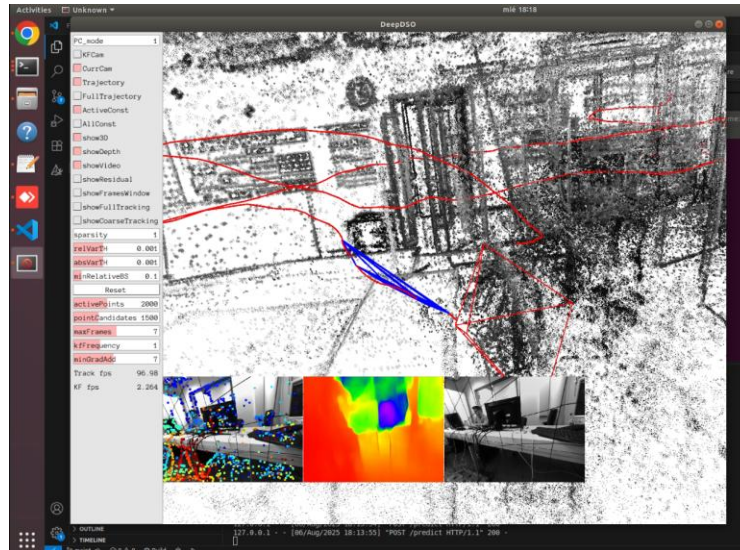 Activities
Unknown
mié 18:18
DeepDSO
PC_mode 1
KFCam
CurrCam
Trajectory
FullTrajectory
ActiveConst
AllConst
show3D
showDepth
showVideo
showResidual
showFramesWindow
showFullTracking
showCoarseTracking
sparsity 1
relVarTH 0.001
absVarTH 0.001
minRelativeBS 0.1
Reset
activePoints 2000
pointCandidates 1500
maxFrames 7
kfFrequency 1
minGradAdd 7
Track fps 96.98
KF fps 2.264
> OUTLINE
> TIMELINE
127.0.0.1 - - [06/Aug/2025 18:13:55] "POST /predict HTTP/1.1" 200 -